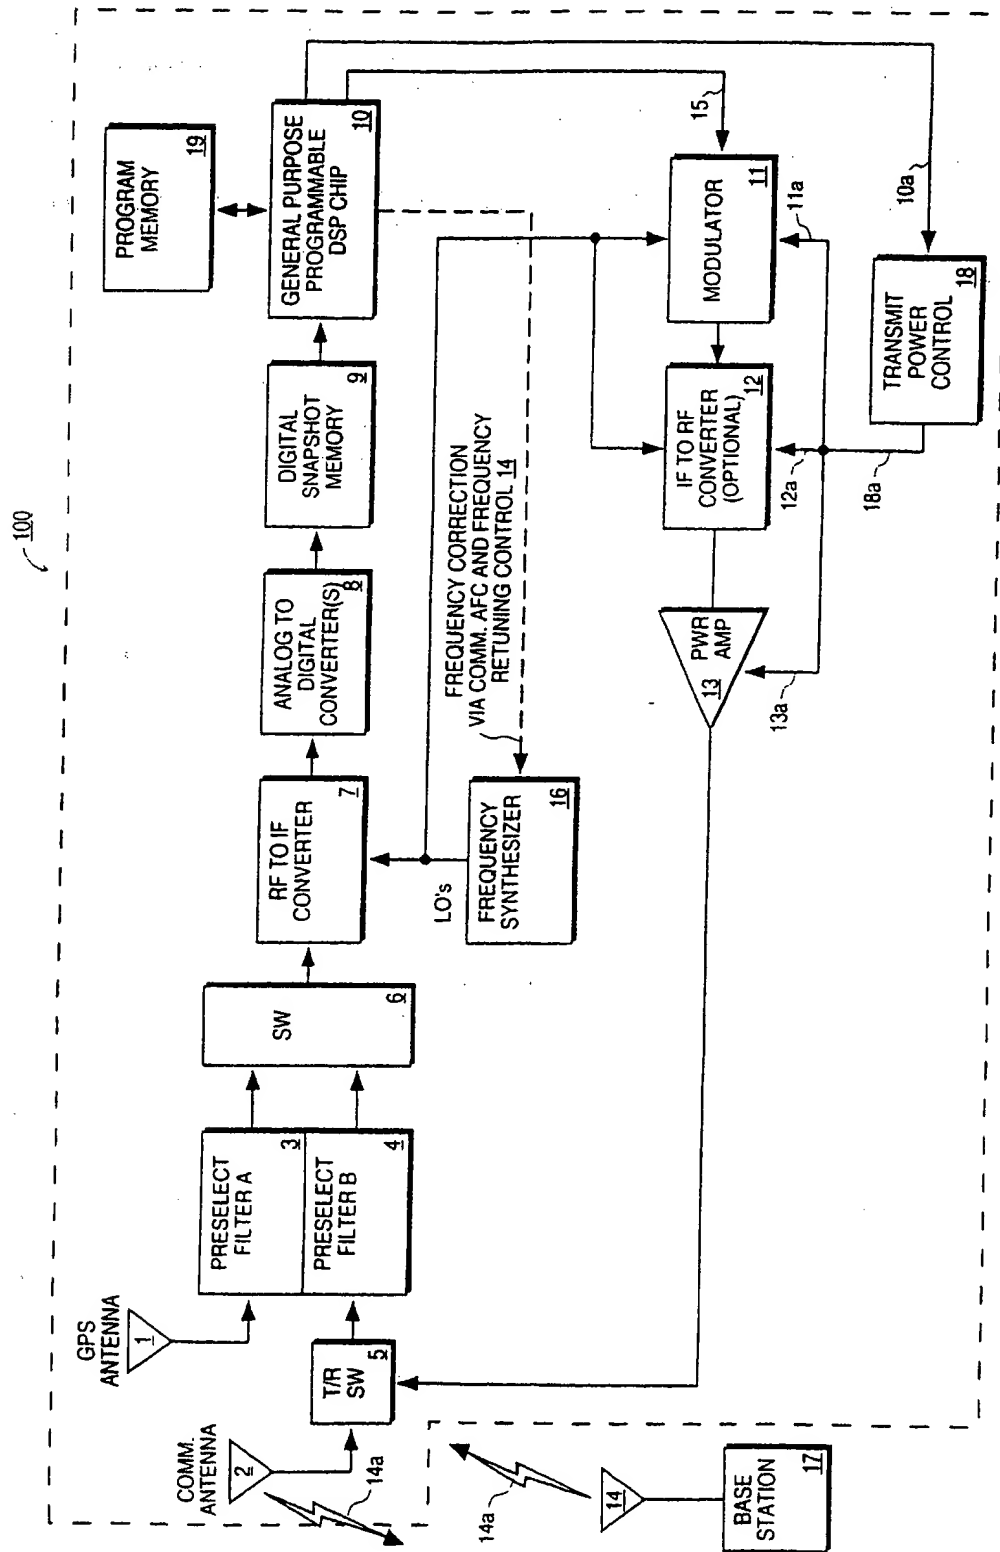 100
GPS
ANTENNA
1
COMM.
ANTENNA
2
14a
T/R
SW
5
PRESELECT
FILTER A
3
PRESELECT
FILTER B
4
SW
6
RF TO IF
CONVERTER
7
ANALOG TO
DIGITAL
CONVERTER(S)
8
DIGITAL
SNAPSHOT
MEMORY
9
GENERAL PURPOSE
PROGRAMMABLE
DSP CHIP
10
PROGRAM
MEMORY
19
LO's
FREQUENCY
SYNTHESIZER
16
FREQUENCY CORRECTION
VIA COMM. AFC AND FREQUENCY
RETUNING CONTROL 14
15
MODULATOR
11
11a
IF TO RF
CONVERTER
(OPTIONAL)
12
12a
PWR
AMP
13
13a
10a
TRANSMIT
POWER
CONTROL
18
18a
14a
14
BASE
STATION
17